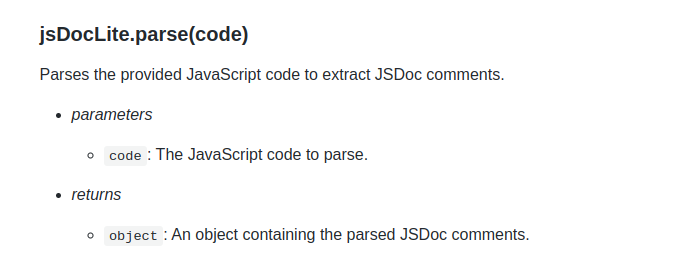 jsDocLite.parse(code)
Parses the provided JavaScript code to extract JSDoc comments.
parameters
code: The JavaScript code to parse.
returns
object: An object containing the parsed JSDoc comments.